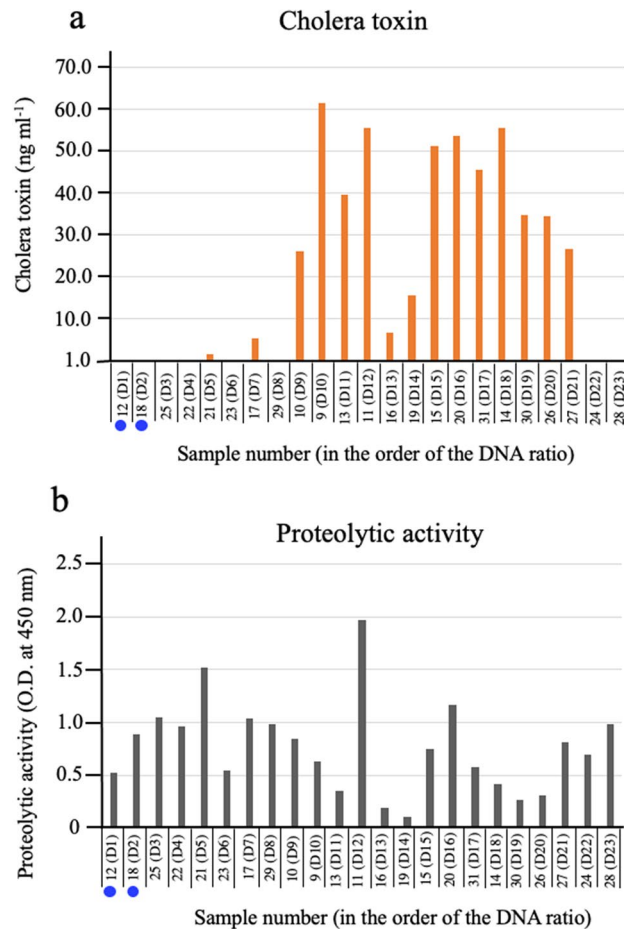 a
Cholera toxin
Cholera toxin (ng ml⁻¹)
70.0
60.0
50.0
40.0
30.0
20.0
10.0
1.0
12 (D1)
18 (D2)
25 (D3)
22 (D4)
21 (D5)
23 (D6)
17 (D7)
29 (D8)
10 (D9)
9 (D10)
13 (D11)
11 (D12)
16 (D13)
19 (D14)
15 (D15)
20 (D16)
31 (D17)
14 (D18)
30 (D19)
26 (D20)
27 (D21)
24 (D22)
28 (D23)
Sample number (in the order of the DNA ratio)
b
Proteolytic activity
Proteolytic activity (O.D. at 450 nm)
2.5
2.0
1.5
1.0
0.5
0
12 (D1)
18 (D2)
25 (D3)
22 (D4)
21 (D5)
23 (D6)
17 (D7)
29 (D8)
10 (D9)
9 (D10)
13 (D11)
11 (D12)
16 (D13)
19 (D14)
15 (D15)
20 (D16)
31 (D17)
14 (D18)
30 (D19)
26 (D20)
27 (D21)
24 (D22)
28 (D23)
Sample number (in the order of the DNA ratio)